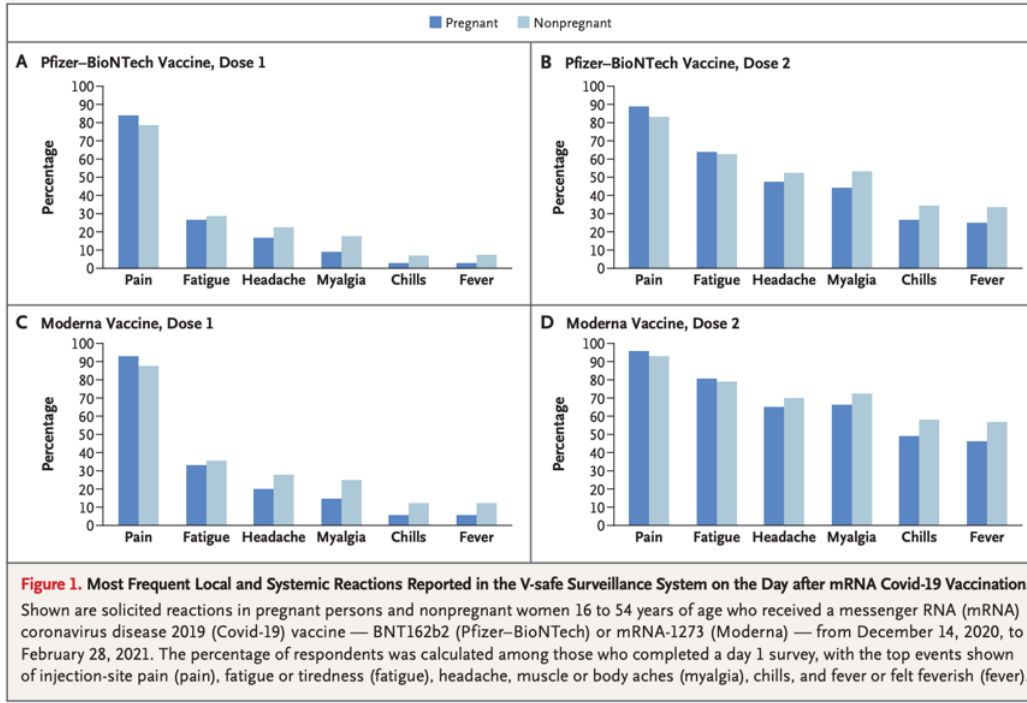 Pregnant Nonpregnant
A Pfizer–BioNTech Vaccine, Dose 1
100
90
80
70
60
50
40
30
20
10
0
Percentage
Pain Fatigue Headache Myalgia Chills Fever
B Pfizer–BioNTech Vaccine, Dose 2
100
90
80
70
60
50
40
30
20
10
0
Percentage
Pain Fatigue Headache Myalgia Chills Fever
C Moderna Vaccine, Dose 1
100
90
80
70
60
50
40
30
20
10
0
Percentage
Pain Fatigue Headache Myalgia Chills Fever
D Moderna Vaccine, Dose 2
100
90
80
70
60
50
40
30
20
10
0
Percentage
Pain Fatigue Headache Myalgia Chills Fever
Figure 1. Most Frequent Local and Systemic Reactions Reported in the V-safe Surveillance System on the Day after mRNA Covid-19 Vaccination
Shown are solicited reactions in pregnant persons and nonpregnant women 16 to 54 years of age who received a messenger RNA (mRNA)
coronavirus disease 2019 (Covid-19) vaccine — BNT162b2 (Pfizer–BioNTech) or mRNA-1273 (Moderna) — from December 14, 2020, to
February 28, 2021. The percentage of respondents was calculated among those who completed a day 1 survey, with the top events shown
of injection-site pain (pain), fatigue or tiredness (fatigue), headache, muscle or body aches (myalgia), chills, and fever or felt feverish (fever).